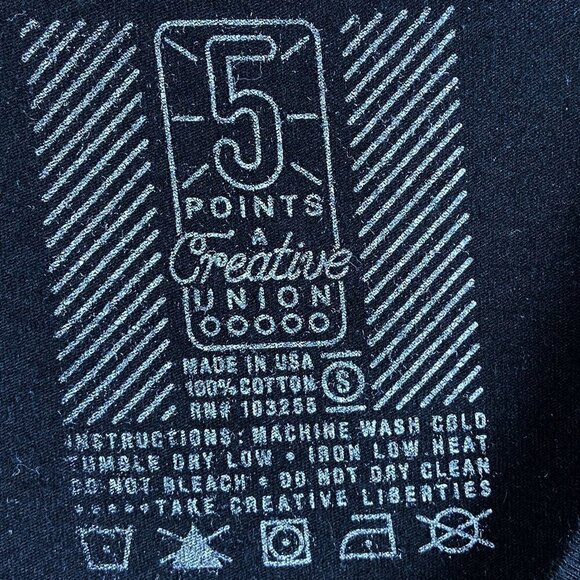 5
POINTS
A
Creative
UNION
OOOOO
MADE IN USA
100% COTTON S
RN# 103255
INSTRUCTIONS: MACHINE WASH COLD
TUMBLE DRY LOW • IRON LOW HEAT
DO NOT BLEACH • DO NOT DRY CLEAN
•••••TAKE CREATIVE LIBERTIES